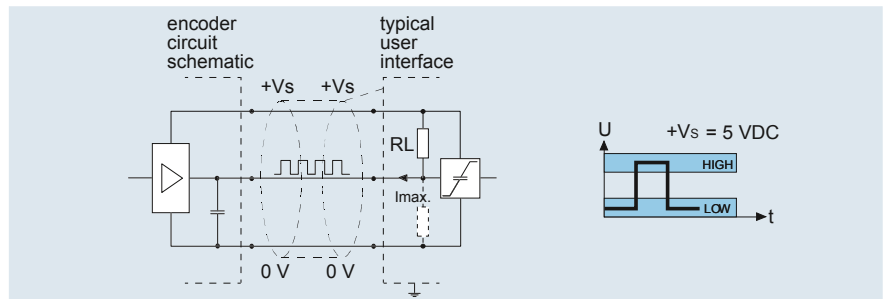 encoder
circuit
schematic
typical
user
interface
+Vs
+Vs
RL
Imax.
0 V
0 V
U
+Vs = 5 VDC
HIGH
LOW
t